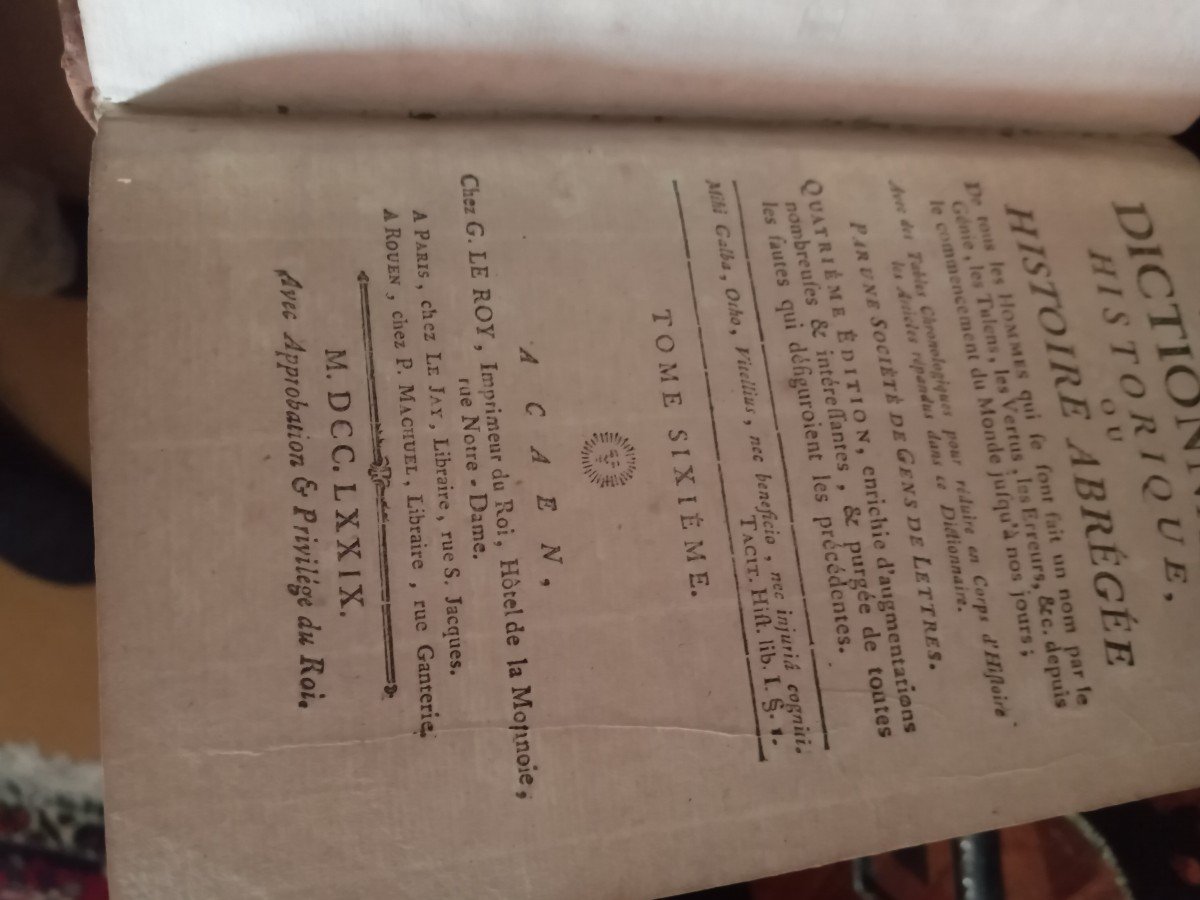 HISTORIQUE,
OU
HISTOIRE ABRÉGÉE
De tous les HOMMES qui ſe ſont fait un nom par le
Génie, les Talens, les Vertus, les Erreurs, &c. depuis
le commencement du Monde juſqu'à nos jours;
Avec des Tables Chronologiques pour réduire en Corps d'Hiſtoire
les Articles répandus dans ce Dictionnaire.
PAR UNE SOCIÉTÉ DE GENS DE LETTRES.
QUATRIÉME ÉDITION, enrichie d'augmentations
nombreuſes & intéreſſantes, & purgée de toutes
les fautes qui défiguroient les précédentes.
Mihi Galba, Otho, Vitellius, nec beneficio, nec injuriâ cogniti.
TACIT. Hiſt. lib. I. §. 1.
TOME SIXIÉME.
A CAEN,
Chez G. LE ROY, Imprimeur du Roi, Hôtel de la Monnoie,
rue Notre-Dame.
A PARIS, chez LE JAY, Libraire, rue S. Jacques.
A ROUEN, chez P. MACHUEL, Libraire, rue Ganterie.
M. DCC. LXXIX.
Avec Approbation & Privilége du Roi.